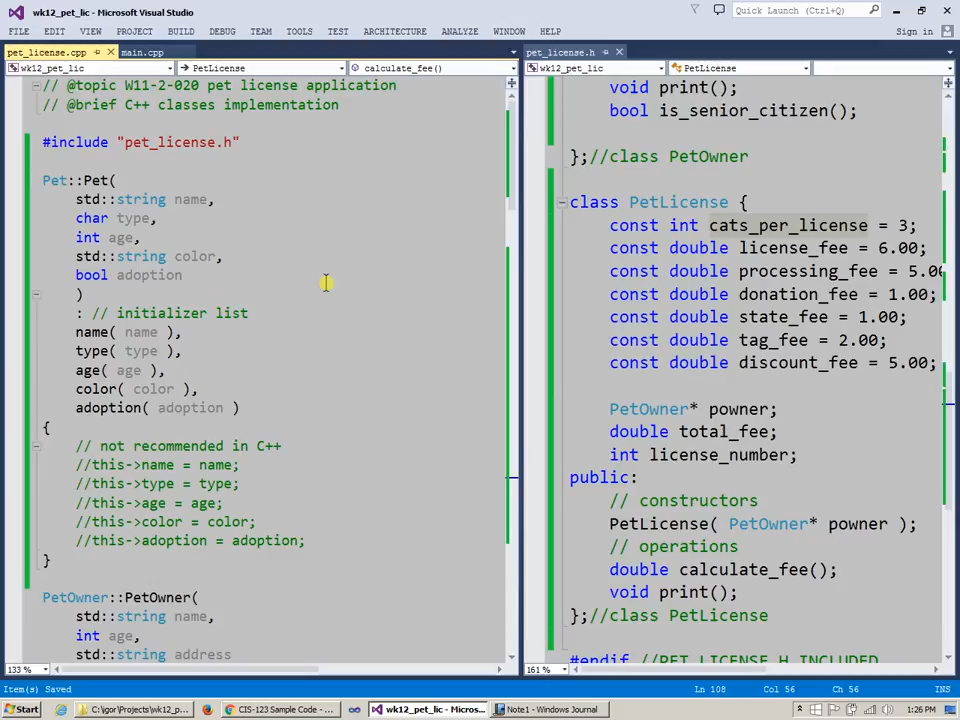 wk12_pet_lic - Microsoft Visual Studio
Quick Launch (Ctrl+Q)
FILE EDIT VIEW PROJECT BUILD DEBUG TEAM TOOLS TEST ARCHITECTURE ANALYZE WINDOW HELP
Sign in
pet_license.cpp main.cpp
wk12_pet_lic PetLicense calculate_fee()
// @topic W11-2-020 pet license application
// @brief C++ classes implementation
#include "pet_license.h"
Pet::Pet(
std::string name,
char type,
int age,
std::string color,
bool adoption
)
: // initializer list
name( name ),
type( type ),
age( age ),
color( color ),
adoption( adoption )
{
// not recommended in C++
//this->name = name;
//this->type = type;
//this->age = age;
//this->color = color;
//this->adoption = adoption;
}
PetOwner::PetOwner(
std::string name,
int age,
std::string address
133 %
pet_license.h
wk12_pet_lic PetLicense
void print();
bool is_senior_citizen();
};//class PetOwner
class PetLicense {
const int cats_per_license = 3;
const double license_fee = 6.00;
const double processing_fee = 5.00
const double donation_fee = 1.00;
const double state_fee = 1.00;
const double tag_fee = 2.00;
const double discount_fee = 5.00;
PetOwner* powner;
double total_fee;
int license_number;
public:
// constructors
PetLicense( PetOwner* powner );
// operations
double calculate_fee();
void print();
};//class PetLicense
#endif //PET_LICENSE_H_INCLUDED
161 %
Item(s) Saved Ln 108 Col 56 Ch 56 INS
Start C:\igor\Projects\wk12_p... CIS-123 Sample Code - ... wk12_pet_lic - Micros... Note1 - Windows Journal 1:26 PM